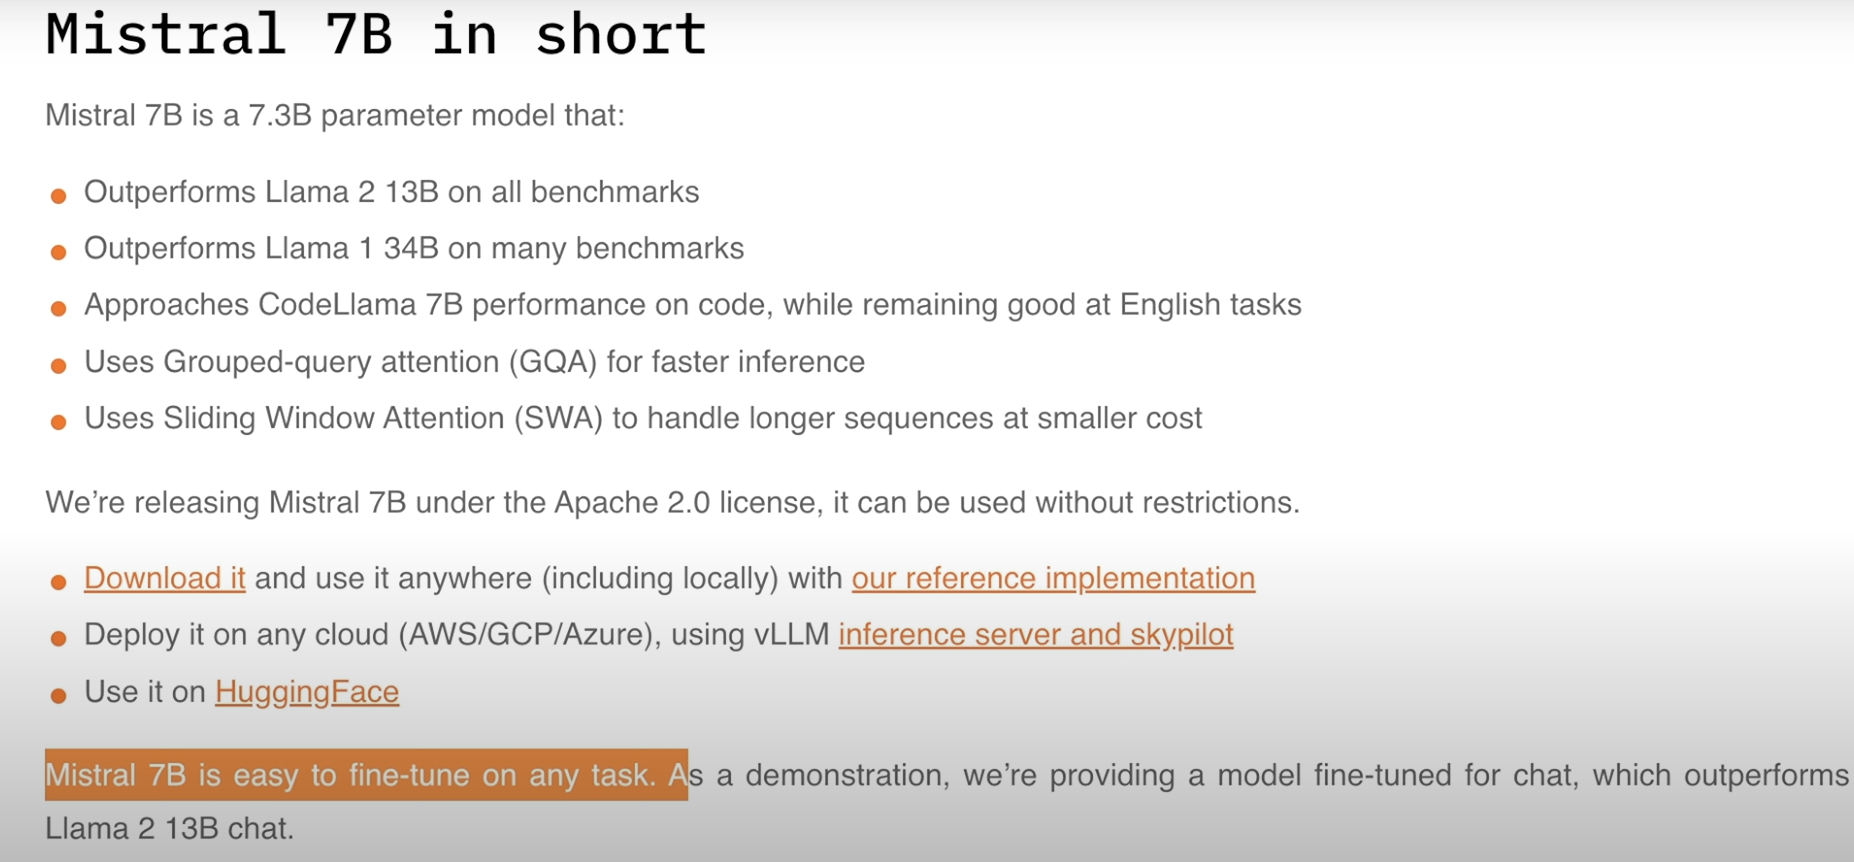 Mistral 7B in short
Mistral 7B is a 7.3B parameter model that:
Outperforms Llama 2 13B on all benchmarks
Outperforms Llama 1 34B on many benchmarks
Approaches CodeLlama 7B performance on code, while remaining good at English tasks
Uses Grouped-query attention (GQA) for faster inference
Uses Sliding Window Attention (SWA) to handle longer sequences at smaller cost
We’re releasing Mistral 7B under the Apache 2.0 license, it can be used without restrictions.
Download it and use it anywhere (including locally) with our reference implementation
Deploy it on any cloud (AWS/GCP/Azure), using vLLM inference server and skypilot
Use it on HuggingFace
Mistral 7B is easy to fine-tune on any task. As a demonstration, we’re providing a model fine-tuned for chat, which outperforms
Llama 2 13B chat.